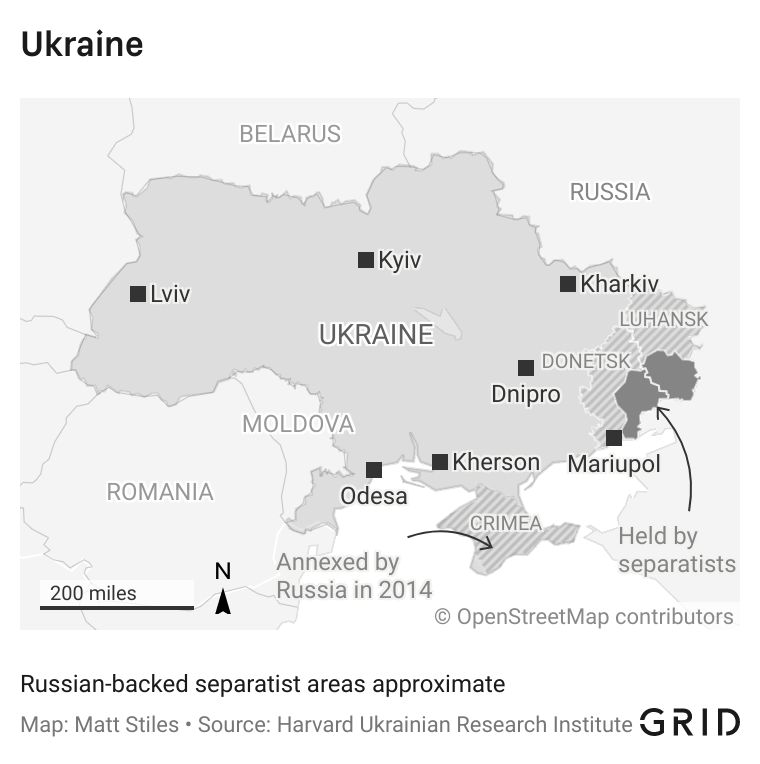 Ukraine
BELARUS
RUSSIA
Kyiv
Kharkiv
Lviv
LUHANSK
UKRAINE
DONETSK
Dnipro
MOLDOVA
Kherson
Mariupol
ROMANIA
Odesa
CRIMEA
Held by
separatists
Annexed by
Russia in 2014
N
200 miles
© OpenStreetMap contributors
Russian-backed separatist areas approximate
Map: Matt Stiles • Source: Harvard Ukrainian Research Institute GRID